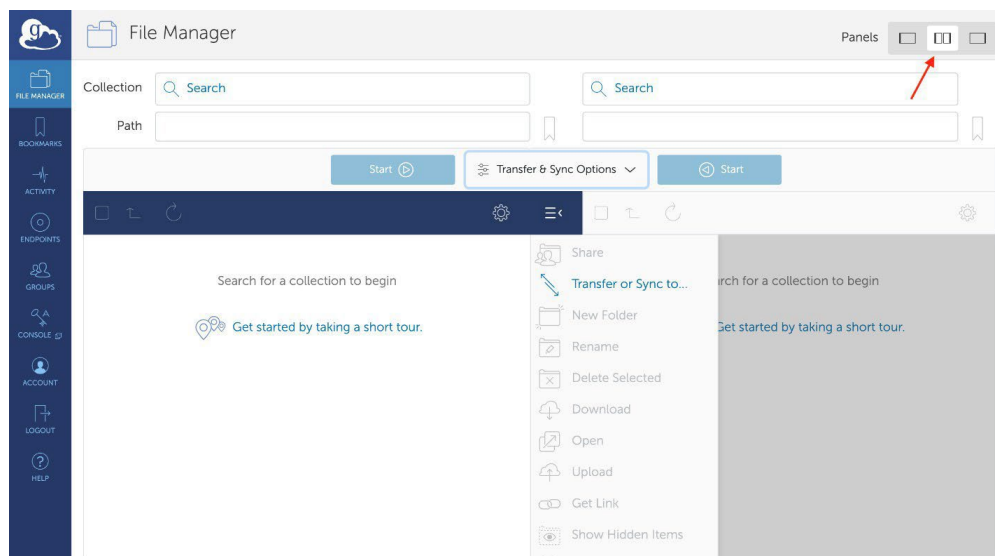 g
File Manager
Panels
FILE MANAGER
BOOKMARKS
ACTIVITY
ENDPOINTS
GROUPS
CONSOLE
ACCOUNT
LOGOUT
HELP
Collection
Search
Search
Path
Start
Transfer & Sync Options
Start
Search for a collection to begin
Get started by taking a short tour.
Share
Transfer or Sync to...
New Folder
Rename
Delete Selected
Download
Open
Upload
Get Link
Show Hidden Items
rch for a collection to begin
Get started by taking a short tour.